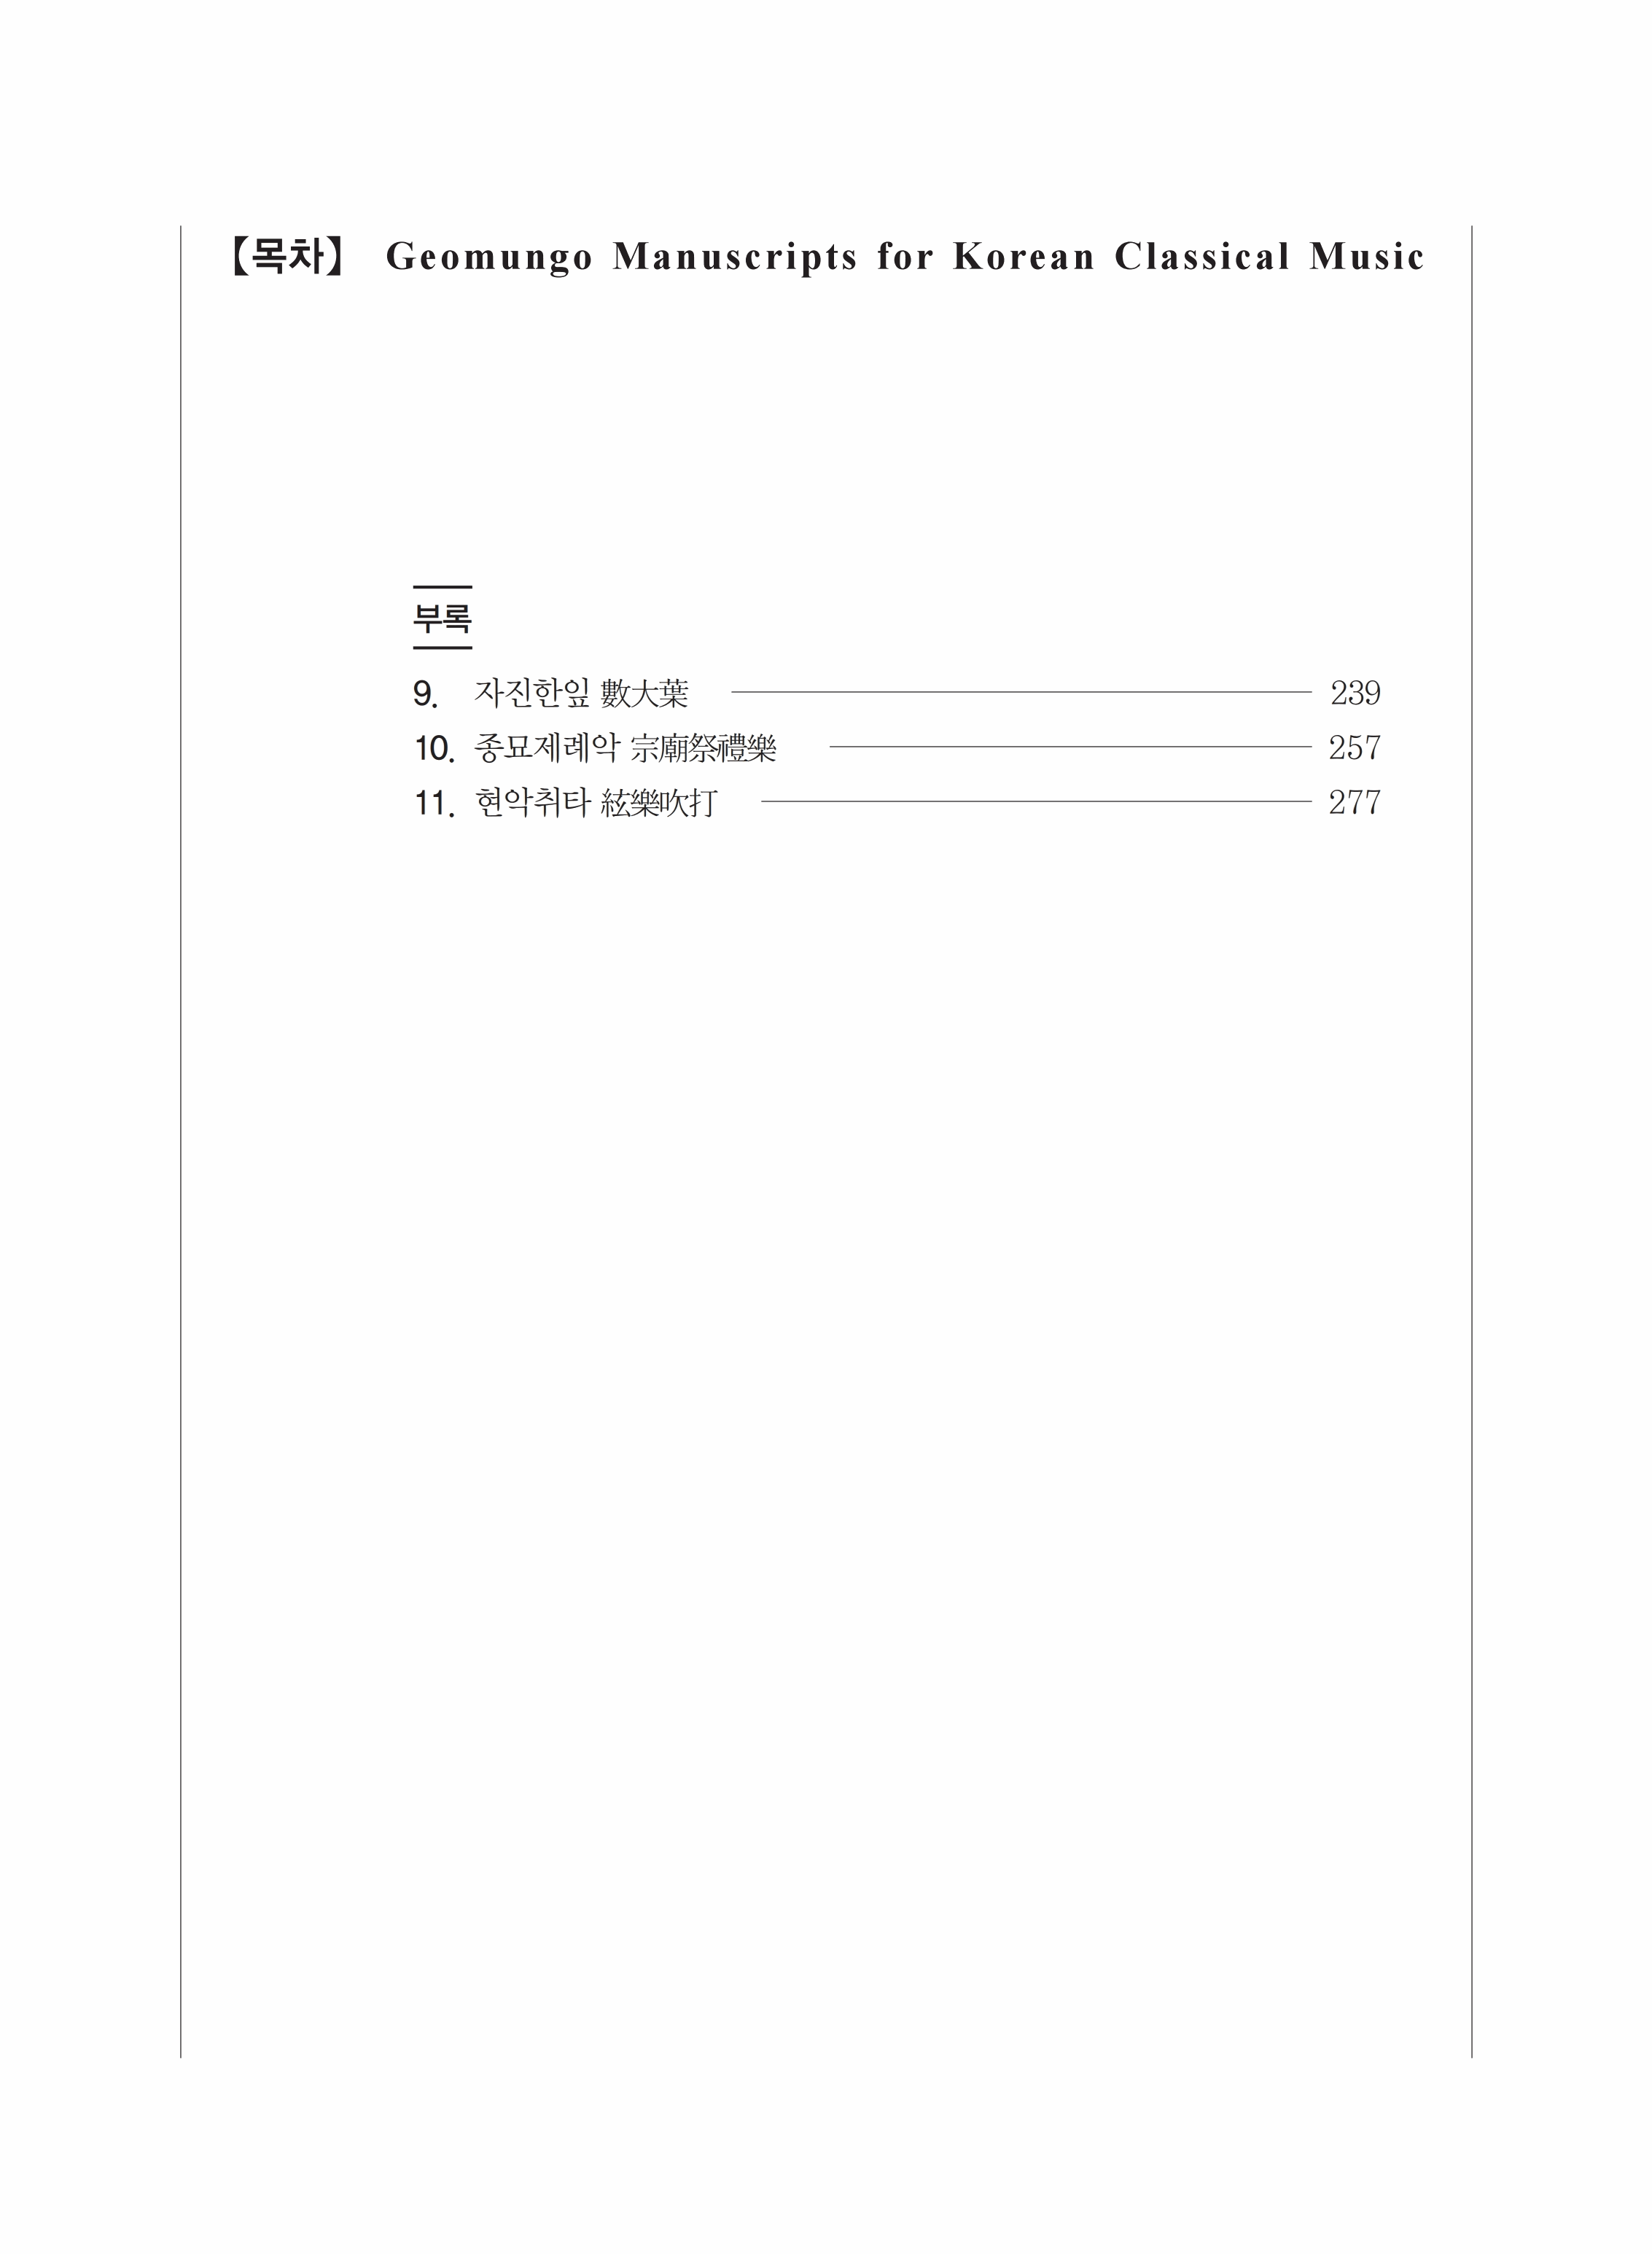 【목차】 Geomungo Manuscripts for Korean Classical Music
부록
9. 자진한잎 數大葉 239
10. 종묘제례악 宗廟祭禮樂 257
11. 현악취타 絃樂吹打 277